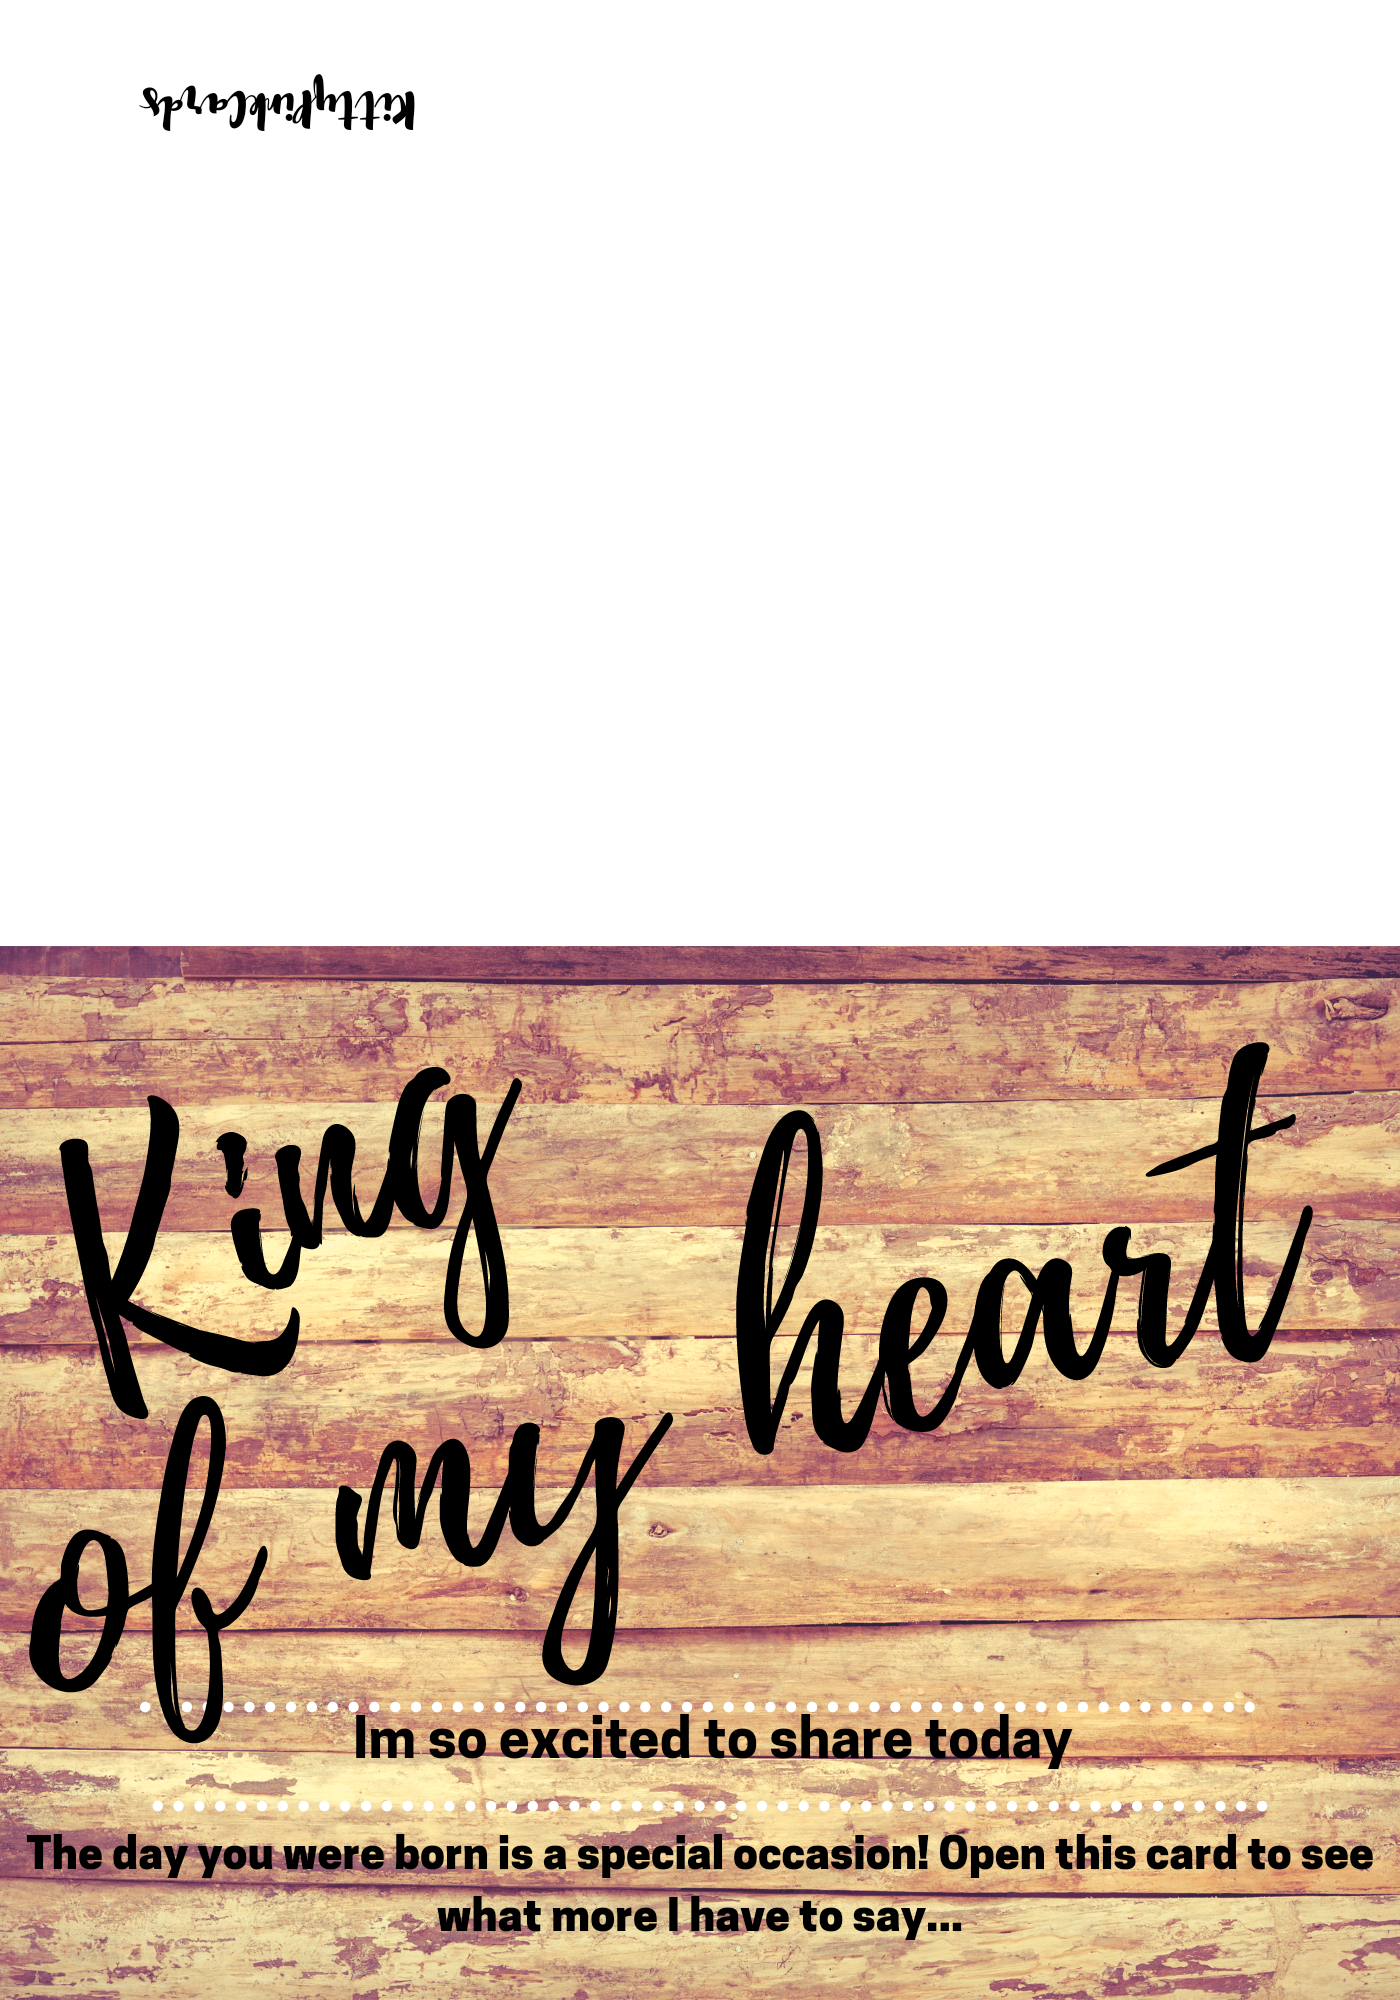 KittyPinkCards
King
of my heart
Im so excited to share today
The day you were born is a special occasion! Open this card to see
what more I have to say...